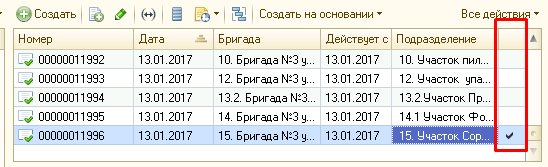 Создать Создать на основании Все действия
Номер Дата Бригада Действует с Подразделение
00000011992 13.01.2017 10. Бригада №3 у... 13.01.2017 10. Участок пил...
00000011993 13.01.2017 12. Бригада №3 у... 13.01.2017 12. Участок упа...
00000011994 13.01.2017 13.2. Бригада №3... 13.01.2017 13.2.Участок Пр...
00000011995 13.01.2017 14. Бригада №3 у... 13.01.2017 14.1 Участок Фо...
00000011996 13.01.2017 15. Бригада №3 у... 13.01.2017 15. Участок Сор...